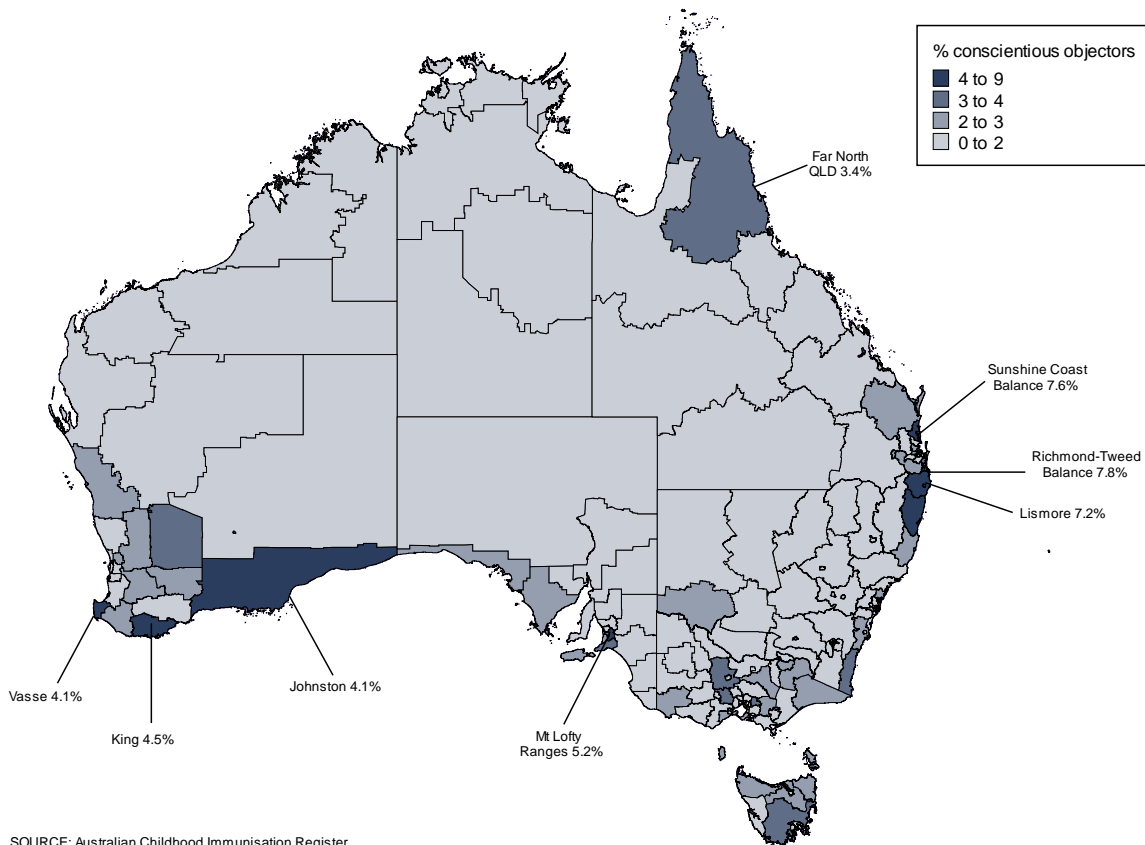 % conscientious objectors
4 to 9
3 to 4
2 to 3
0 to 2
Far North
QLD 3.4%
Sunshine Coast
Balance 7.6%
Richmond-Tweed
Balance 7.8%
Lismore 7.2%
Vasse 4.1%
King 4.5%
Johnston 4.1%
Mt Lofty
Ranges 5.2%
SOURCE: Australian Childhood Immunisation Register